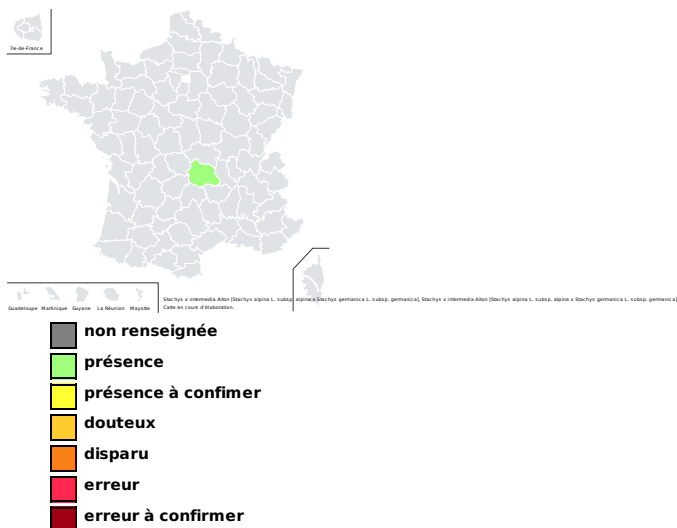 Île-de-France
Guadeloupe Martinique Guyane La Réunion Mayotte
Stachys x intermedia Aiton [Stachys alpina L. subsp. alpina x Stachys germanica L. subsp. germanica], Stachys x intermedia Aiton [Stachys alpina L. subsp. alpina x Stachys germanica L. subsp. germanica]
Carte en cours d'élaboration.
non renseignée
présence
présence à confimer
douteux
disparu
erreur
erreur à confirmer